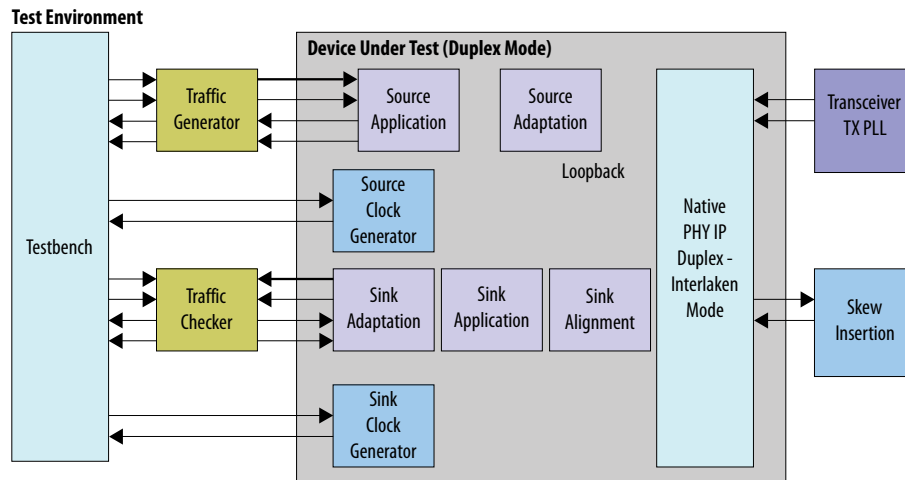 Test Environment
Device Under Test (Duplex Mode)
Testbench
Traffic
Generator
Source
Application
Source
Adaptation
Loopback
Transceiver
TX PLL
Source
Clock
Generator
Native
PHY IP
Duplex -
Interlaken
Mode
Traffic
Checker
Sink
Adaptation
Sink
Application
Sink
Alignment
Skew
Insertion
Sink
Clock
Generator